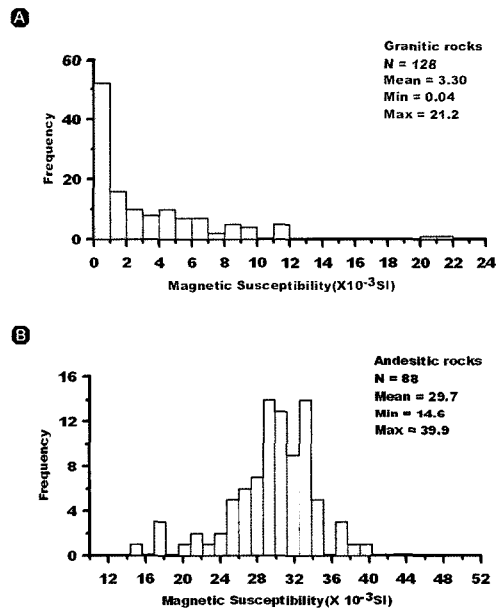 A
Granitic rocks
N = 128
Mean = 3.30
Min = 0.04
Max = 21.2
60
40
20
0
Frequency
0 2 4 6 8 10 12 14 16 18 20 22 24
Magnetic Susceptibility(X10⁻³SI)
B
Andesitic rocks
N = 88
Mean = 29.7
Min = 14.6
Max = 39.9
16
12
8
4
0
Frequency
12 16 20 24 28 32 36 40 44 48 52
Magnetic Susceptibility(X 10⁻³SI)